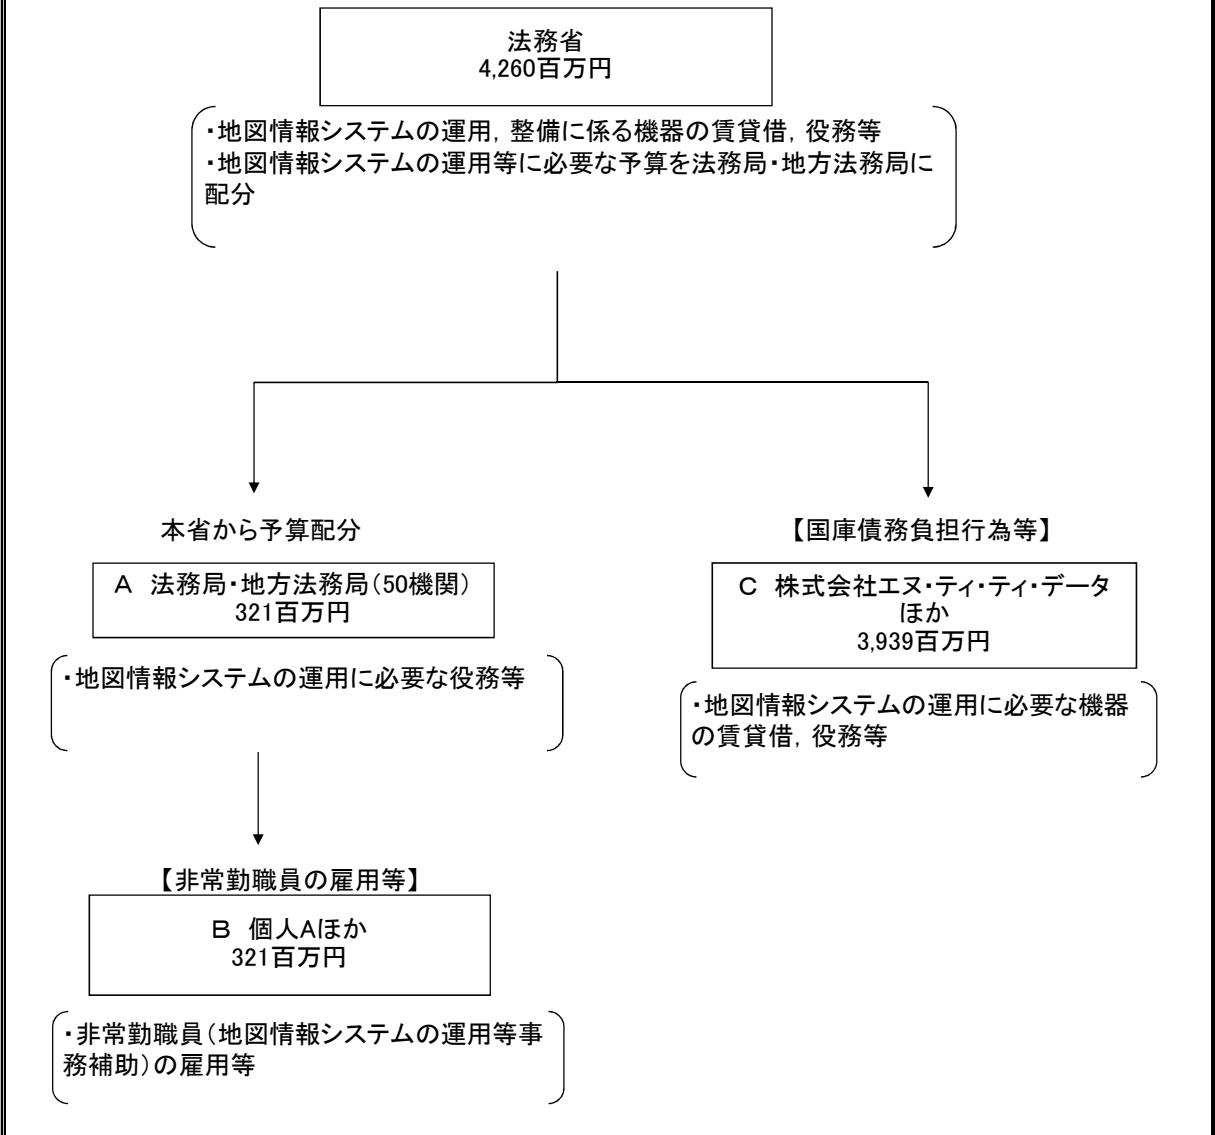 法務省
4,260百万円
・地図情報システムの運用，整備に係る機器の賃貸借，役務等
・地図情報システムの運用等に必要な予算を法務局・地方法務局に
配分
本省から予算配分
A　法務局・地方法務局（50機関）
321百万円
・地図情報システムの運用に必要な役務等
【国庫債務負担行為等】
C　株式会社エヌ・ティ・ティ・データ
ほか
3,939百万円
・地図情報システムの運用に必要な機器
の賃貸借，役務等
【非常勤職員の雇用等】
B　個人Aほか
321百万円
・非常勤職員（地図情報システムの運用等事
務補助）の雇用等